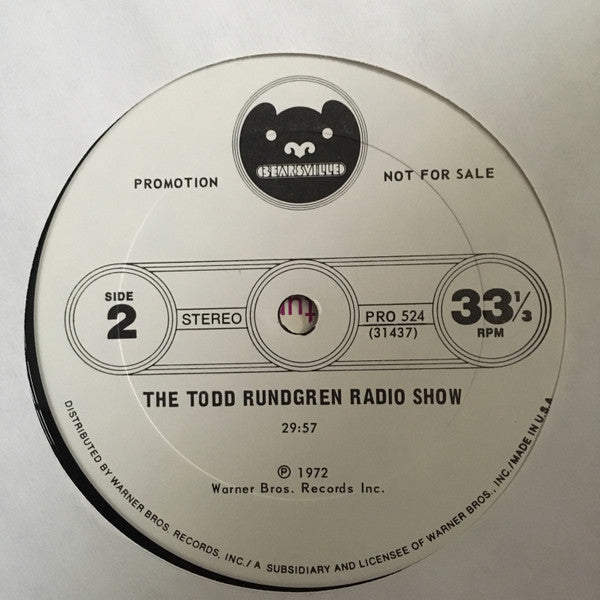 BEARSVILLE
PROMOTION
NOT FOR SALE
SIDE
2
STEREO
PRO 524
(31437)
33 1/3
RPM
THE TODD RUNDGREN RADIO SHOW
29:57
℗ 1972
Warner Bros. Records Inc.
DISTRIBUTED BY WARNER BROS. RECORDS, INC./A SUBSIDIARY AND LICENSEE OF WARNER BROS., INC./MADE IN U.S.A.